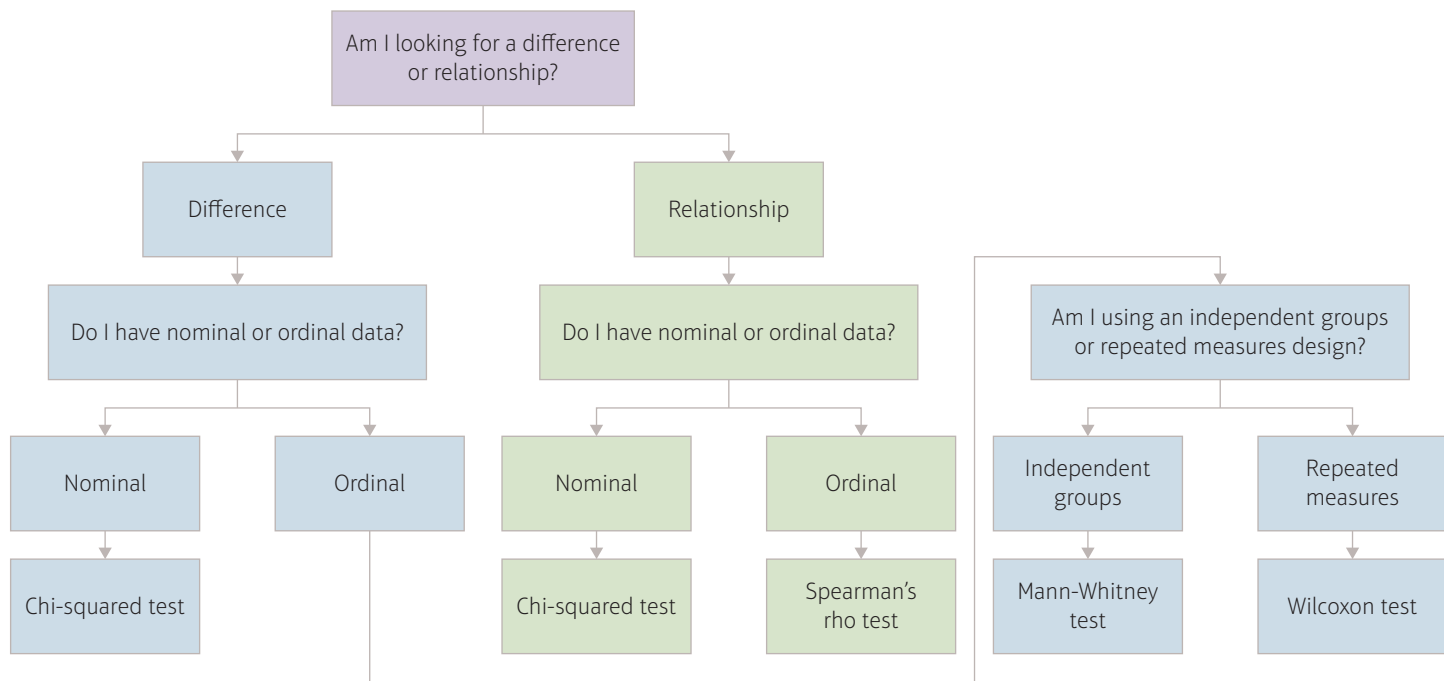 Am I looking for a difference
or relationship?
Difference
Relationship
Do I have nominal or ordinal data?
Do I have nominal or ordinal data?
Am I using an independent groups
or repeated measures design?
Nominal
Ordinal
Nominal
Ordinal
Independent
groups
Repeated
measures
Chi-squared test
Chi-squared test
Spearman’s
rho test
Mann-Whitney
test
Wilcoxon test